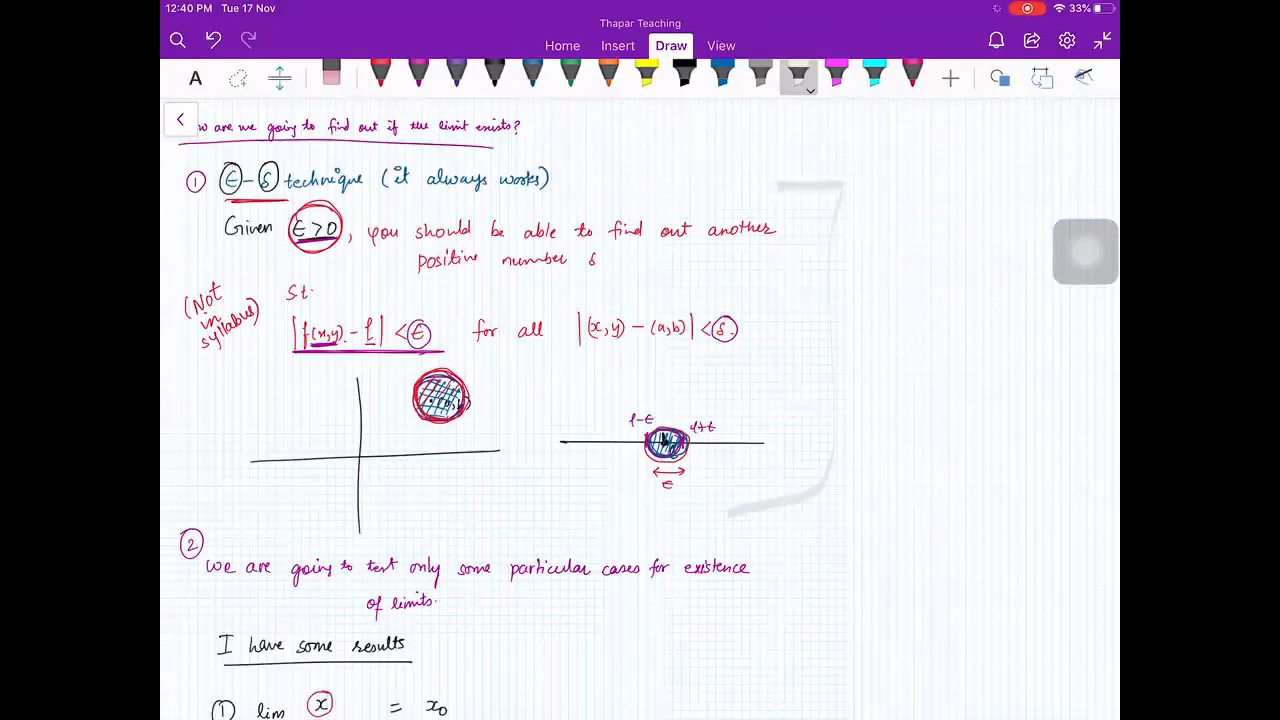 12:40 PM Tue 17 Nov
33%
Thapar Teaching
Home Insert Draw View
A
w are we going to find out if the limit exists?
① ε-δ technique (it always works)
Given ε > 0, you should be able to find out another
positive number δ
(Not in syllabus)
s.t.
|f(x,y) - l| < ε for all |(x,y) - (a,b)| < δ.
(a,b)
l-ε l+ε
l
ε
②
We are going to test only some particular cases for existence
of limits.
I have some results
① lim x = x₀